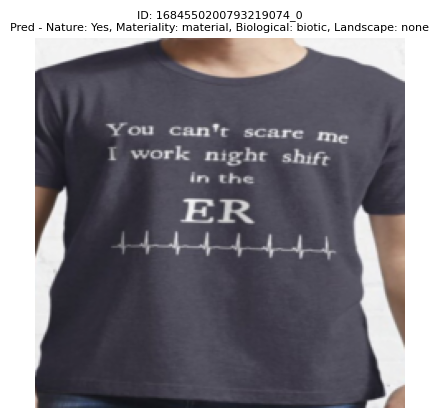 ID: 1684550200793219074_0
Pred - Nature: Yes, Materiality: material, Biological: biotic, Landscape: none
You can't scare me
I work night shift
in the
ER